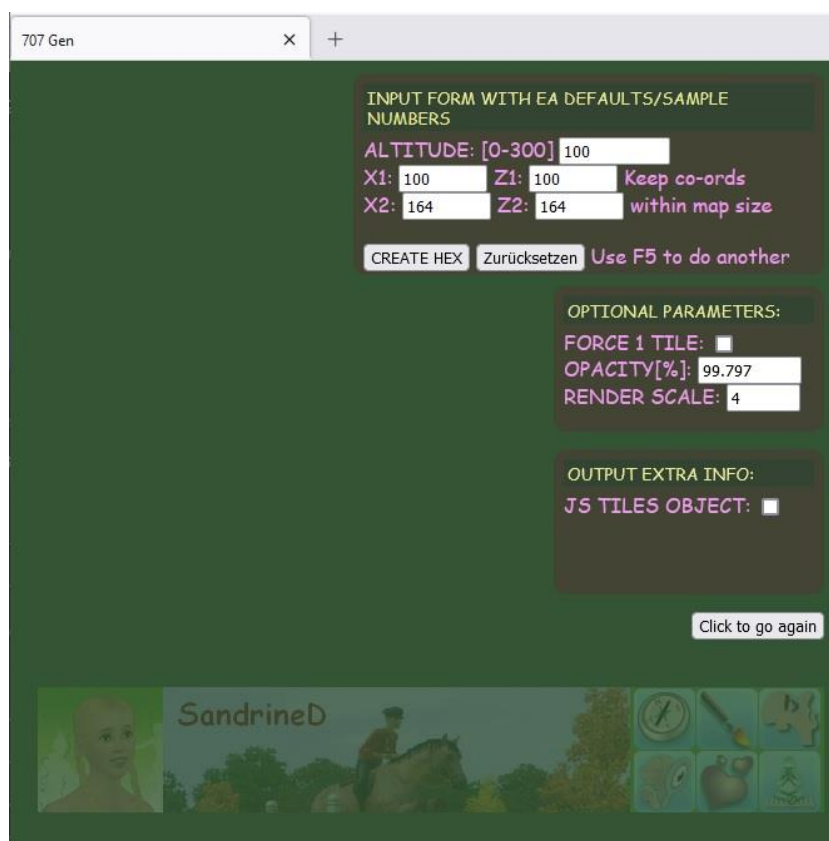 707 Gen
INPUT FORM WITH EA DEFAULTS/SAMPLE
NUMBERS
ALTITUDE: [0-300] 100
X1: 100 Z1: 100 Keep co-ords
X2: 164 Z2: 164 within map size
CREATE HEX Zurücksetzen Use F5 to do another
OPTIONAL PARAMETERS:
FORCE 1 TILE:
OPACITY[%]: 99.797
RENDER SCALE: 4
OUTPUT EXTRA INFO:
JS TILES OBJECT:
Click to go again
SandrineD